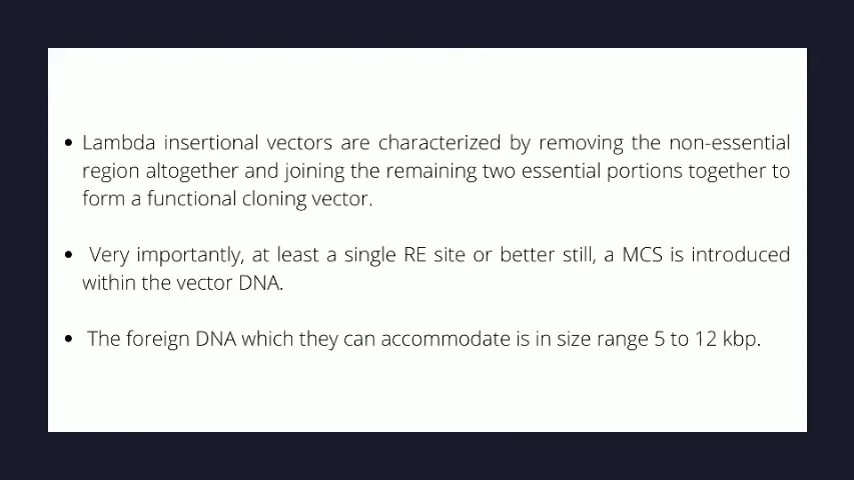 • Lambda insertional vectors are characterized by removing the non-essential
region altogether and joining the remaining two essential portions together to
form a functional cloning vector.
• Very importantly, at least a single RE site or better still, a MCS is introduced
within the vector DNA.
• The foreign DNA which they can accommodate is in size range 5 to 12 kbp.